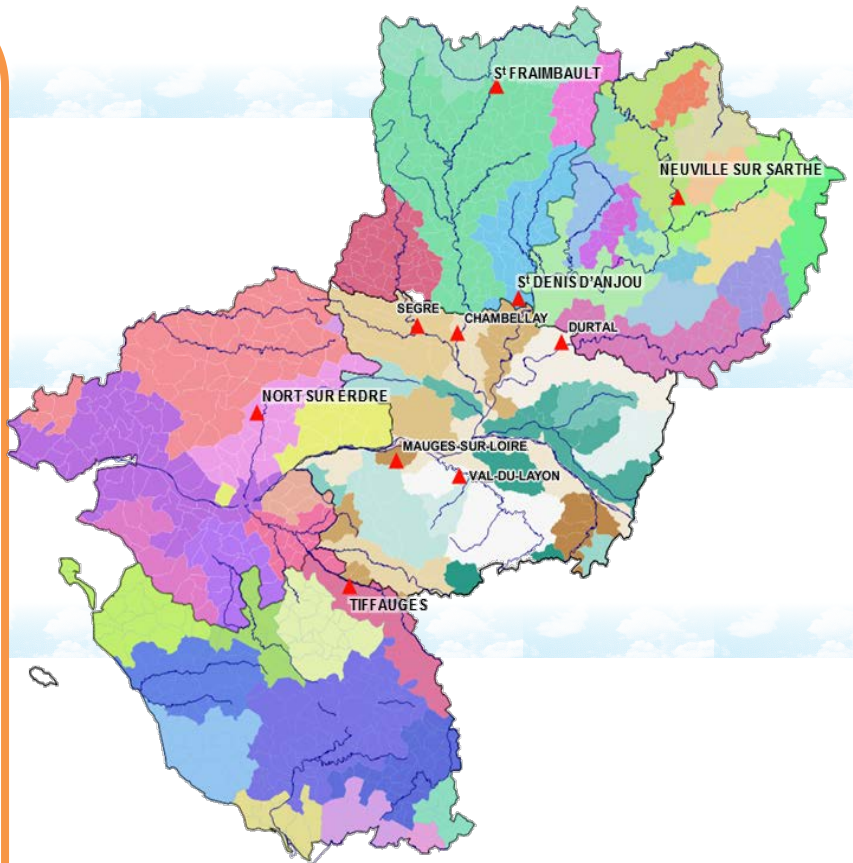 St FRAIMBAULT
NEUVILLE SUR SARTHE
St DENIS D'ANJOU
SEGRE
CHAMBELLAY
DURTAL
NORT SUR ERDRE
MAUGES-SUR-LOIRE
VAL-DU-LAYON
TIFFAUGES